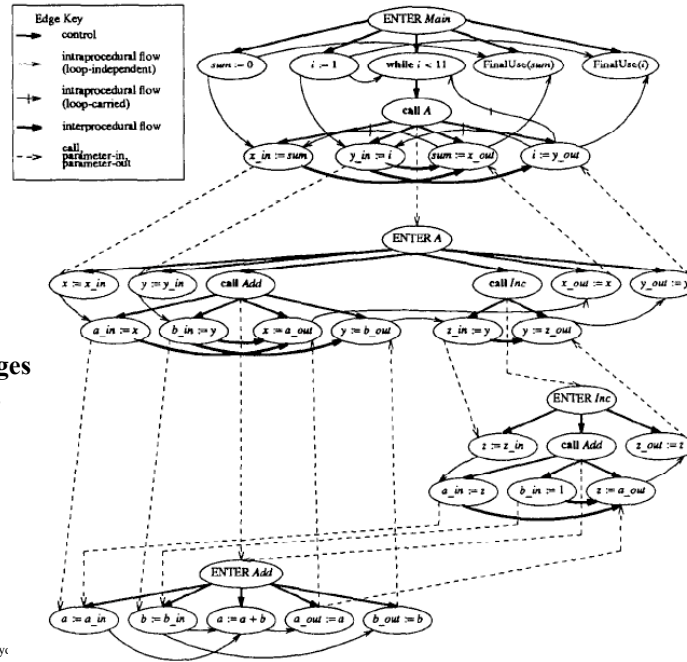 Edge Key
control
intraprocedural flow
(loop-independent)
intraprocedural flow
(loop-carried)
interprocedural flow
call,
parameter-in,
parameter-out
ENTER Main
sum := 0
i := 1
while i < 11
FinalUse(sum)
FinalUse(i)
call A
x_in := sum
y_in := i
sum := x_out
i := y_out
ENTER A
x := x_in
y := y_in
call Add
call Inc
x_out := x
y_out := y
a_in := x
b_in := y
x := a_out
y := b_out
z_in := y
y := z_out
ges
ENTER Inc
z := z_in
call Add
z_out := z
a_in := z
b_in := 1
z := a_out
ENTER Add
a := a_in
b := b_in
a := a + b
a_out := a
b_out := b